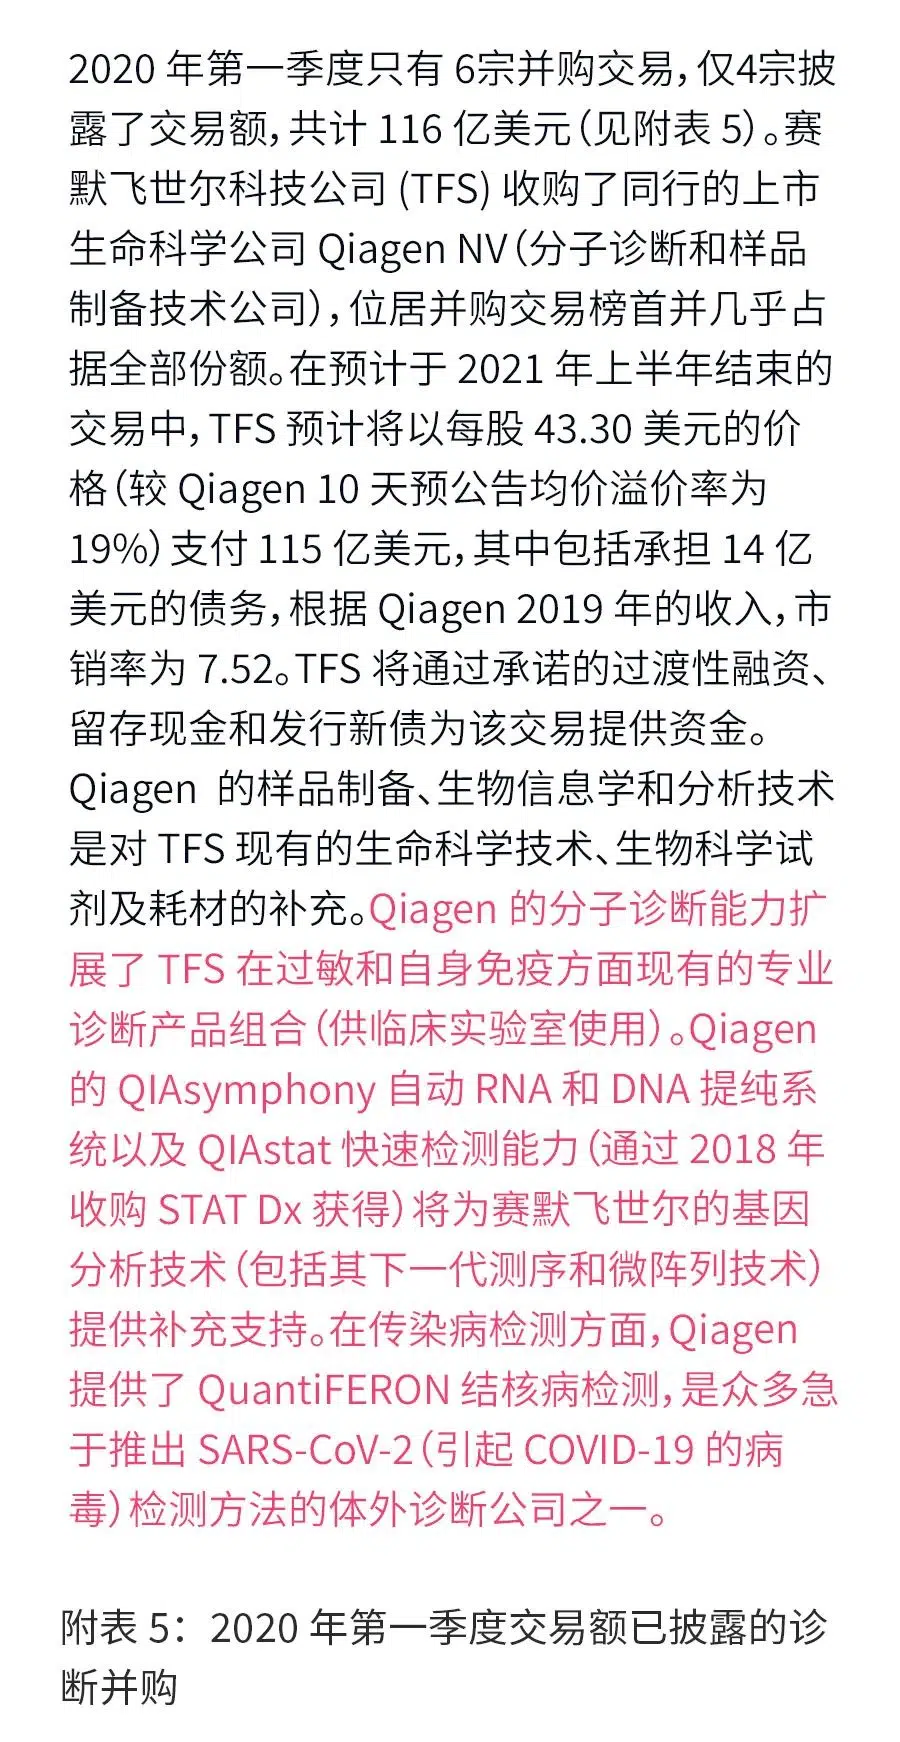 2020 年第一季度只有 6宗并购交易，仅4宗披
露了交易额，共计 116 亿美元（见附表 5）。赛
默飞世尔科技公司 (TFS) 收购了同行的上市
生命科学公司 Qiagen NV（分子诊断和样品
制备技术公司），位居并购交易榜首并几乎占
据全部份额。在预计于 2021 年上半年结束的
交易中，TFS 预计将以每股 43.30 美元的价
格（较 Qiagen 10 天预公告均价溢价率为
19%）支付 115 亿美元，其中包括承担 14 亿
美元的债务，根据 Qiagen 2019 年的收入，市
销率为 7.52。TFS 将通过承诺的过渡性融资、
留存现金和发行新债为该交易提供资金。
Qiagen 的样品制备、生物信息学和分析技术
是对 TFS 现有的生命科学技术、生物科学试
剂及耗材的补充。Qiagen 的分子诊断能力扩
展了 TFS 在过敏和自身免疫方面现有的专业
诊断产品组合（供临床实验室使用）。Qiagen
的 QIAsymphony 自动 RNA 和 DNA 提纯系
统以及 QIAstat 快速检测能力（通过 2018 年
收购 STAT Dx 获得）将为赛默飞世尔的基因
分析技术（包括其下一代测序和微阵列技术）
提供补充支持。在传染病检测方面，Qiagen
提供了 QuantiFERON 结核病检测，是众多急
于推出 SARS-CoV-2（引起 COVID-19 的病
毒）检测方法的体外诊断公司之一。
附表 5：2020 年第一季度交易额已披露的诊
断并购